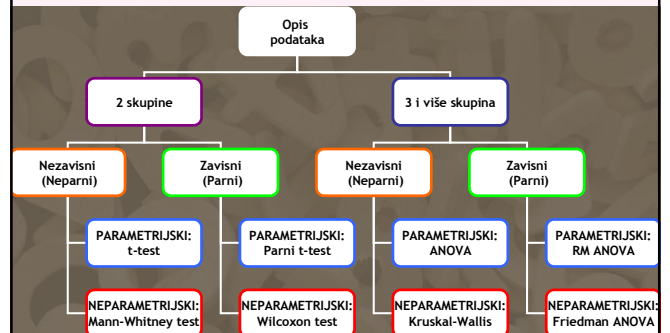 Opis
podataka
2 skupine
3 i više skupina
Nezavisni
(Neparni)
Zavisni
(Parni)
Nezavisni
(Neparni)
Zavisni
(Parni)
PARAMETRIJSKI:
t-test
PARAMETRIJSKI:
Parni t-test
PARAMETRIJSKI:
ANOVA
PARAMETRIJSKI:
RM ANOVA
NEPARAMETRIJSKI:
Mann-Whitney test
NEPARAMETRIJSKI:
Wilcoxon test
NEPARAMETRIJSKI:
Kruskal-Wallis
NEPARAMETRIJSKI:
Friedman ANOVA